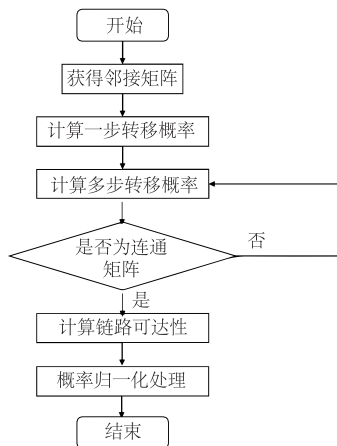 开始
获得邻接矩阵
计算一步转移概率
计算多步转移概率
是否为连通
矩阵
否
是
计算链路可达性
概率归一化处理
结束